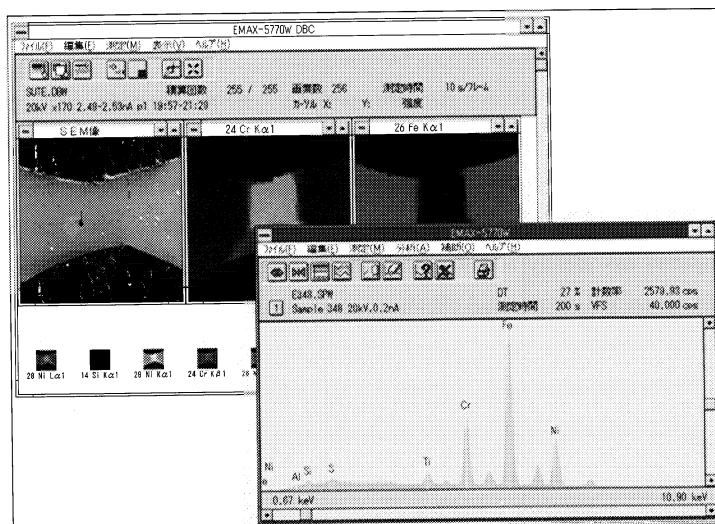 EMAX-5770W DBC
ファイル(F) 編集(E) 測定(M) 表示(V) ヘルプ(H)
SUTE.DBW 積算回数 255 / 255 画素数 256 測定時間 10 s/フレーム
20kV x170 2.49-2.53nA p1 19:57-21:29 カーソル X: Y: 強度
SEM像
24 Cr Kα1
26 Fe Kα1
28 Ni Lα1
14 Si Kα1
28 Ni Kα1
24 Cr Kβ1
EMAX-5770W
ファイル(F) 編集(E) 測定(M) 分析(A) 補助(O) ヘルプ(H)
1
E348.SPW DT 27 % 計数率 2579.93 cps
Sample 348 20kV,0.2nA 測定時間 200 s VFS 40.000 cps
Fe
Cr
Ni
Ni
Al
Si
S
Ti
0.67 keV
10.90 keV